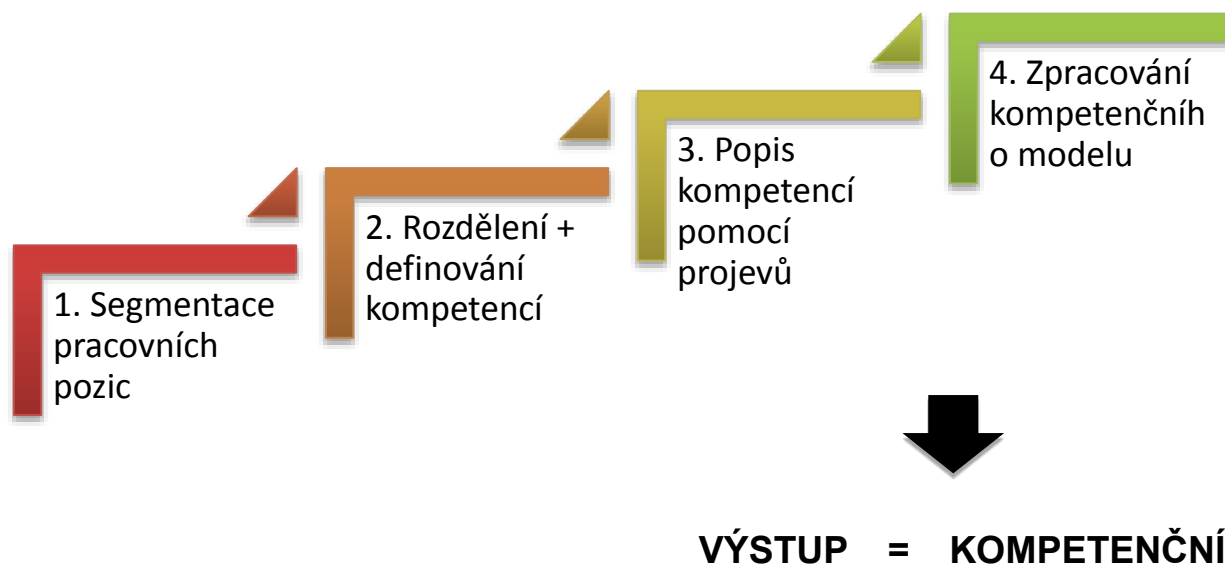 1. Segmentace
pracovních
pozic
2. Rozdělení +
definování
kompetencí
3. Popis
kompetencí
pomocí
projevů
4. Zpracování
kompetenčníh
o modelu
VÝSTUP = KOMPETENČNÍ